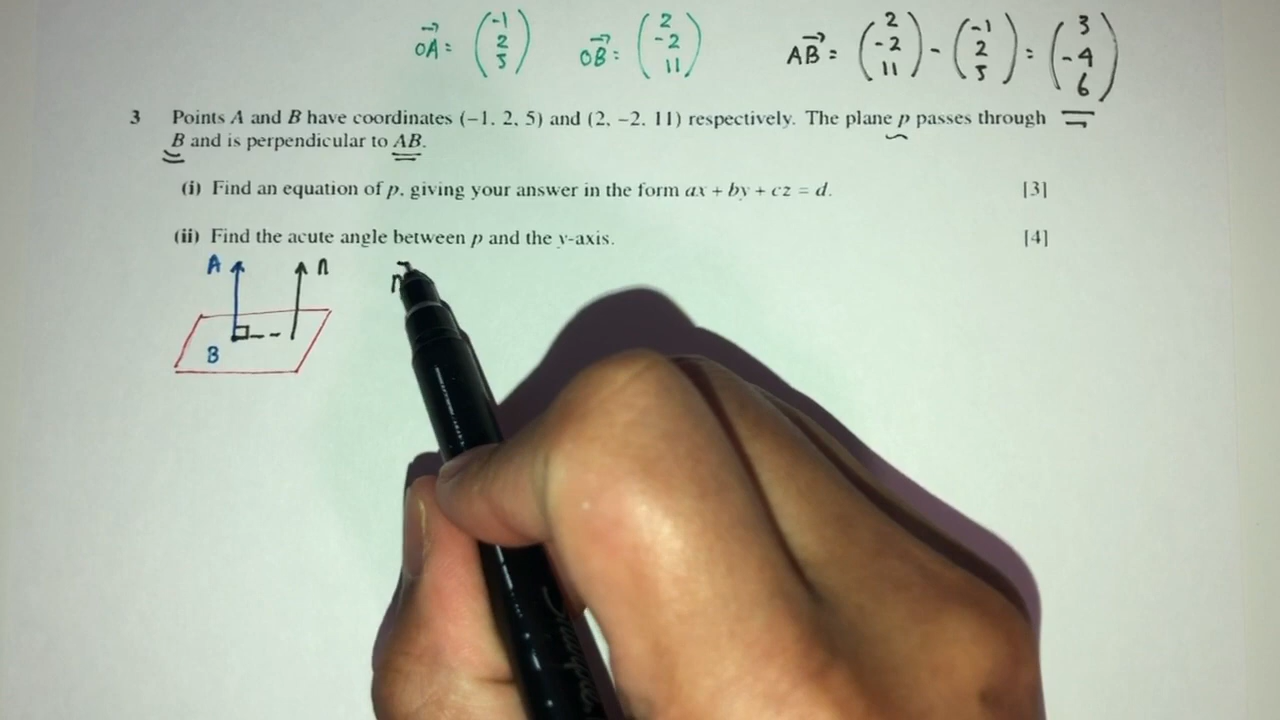 OA = (-1 2 5) OB = (2 -2 11) AB = (2 -2 11) - (-1 2 5) = (3 -4 6)
3 Points A and B have coordinates (−1, 2, 5) and (2, −2, 11) respectively. The plane p passes through
B and is perpendicular to AB.
(i) Find an equation of p, giving your answer in the form ax + by + cz = d. [3]
(ii) Find the acute angle between p and the y-axis. [4]
A n n
B